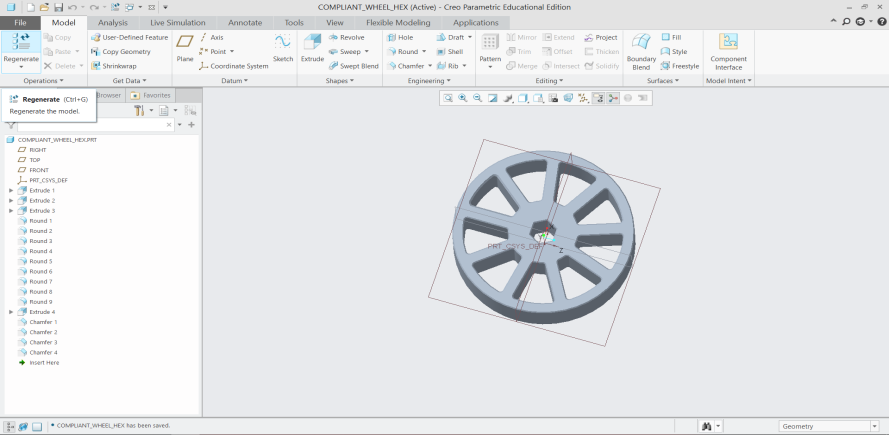 COMPLIANT_WHEEL_HEX (Active) - Creo Parametric Educational Edition
File Model Analysis Live Simulation Annotate Tools View Flexible Modeling Applications
Regenerate
Copy
Paste
Delete
Operations
User-Defined Feature
Copy Geometry
Shrinkwrap
Get Data
Plane
Axis
Point
Coordinate System
Sketch
Datum
Extrude
Revolve
Sweep
Swept Blend
Shapes
Hole
Round
Chamfer
Draft
Shell
Rib
Engineering
Pattern
Mirror
Trim
Merge
Extend
Offset
Intersect
Project
Thicken
Solidify
Editing
Boundary Blend
Fill
Style
Freestyle
Surfaces
Component Interface
Model Intent
Regenerate (Ctrl+G)
Regenerate the model.
Browser
Favorites
COMPLIANT_WHEEL_HEX.PRT
RIGHT
TOP
FRONT
PRT_CSYS_DEF
Extrude 1
Extrude 2
Extrude 3
Round 1
Round 2
Round 3
Round 4
Round 5
Round 6
Round 7
Round 8
Round 9
Extrude 4
Chamfer 1
Chamfer 2
Chamfer 3
Chamfer 4
Insert Here
PRT_CSYS_DEF
Z
• COMPLIANT_WHEEL_HEX has been saved.
Geometry